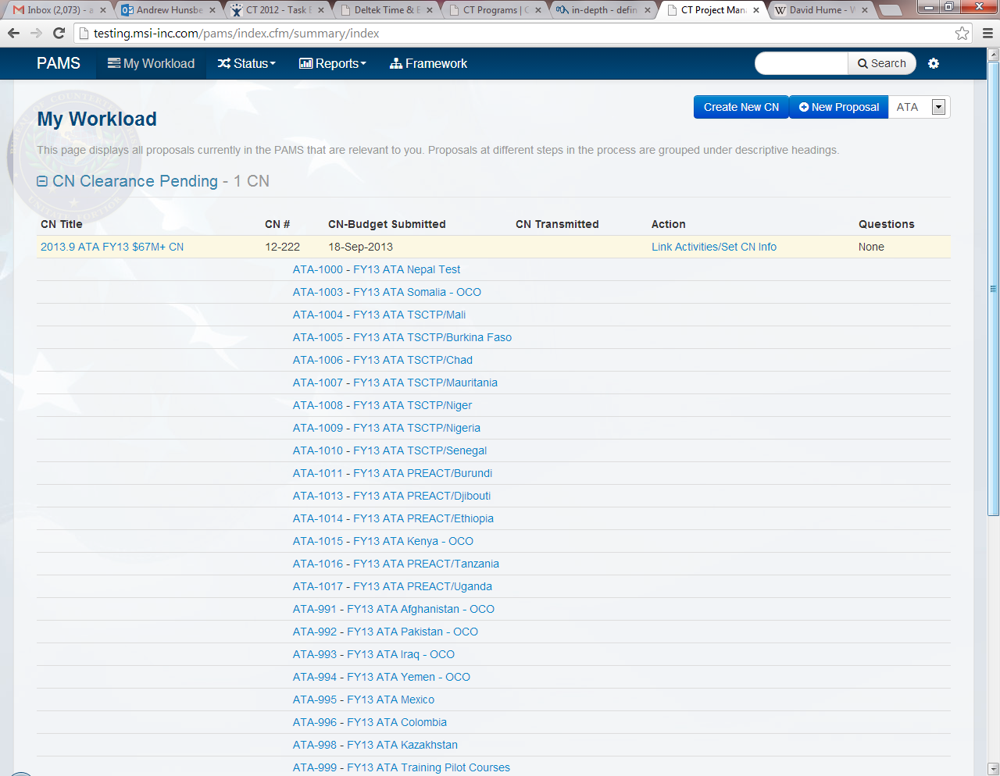 Inbox (2,073) - a
Andrew Hunsbe
CT 2012 - Task E
Deltek Time & E
CT Programs | C
in-depth - defin
CT Project Man
David Hume - W
testing.msi-inc.com/pams/index.cfm/summary/index
PAMS My Workload Status Reports Framework Search
Create New CN New Proposal ATA
My Workload
This page displays all proposals currently in the PAMS that are relevant to you. Proposals at different steps in the process are grouped under descriptive headings.
CN Clearance Pending - 1 CN
CN Title CN # CN-Budget Submitted CN Transmitted Action Questions
2013.9 ATA FY13 $67M+ CN 12-222 18-Sep-2013 Link Activities/Set CN Info None
ATA-1000 - FY13 ATA Nepal Test
ATA-1003 - FY13 ATA Somalia - OCO
ATA-1004 - FY13 ATA TSCTP/Mali
ATA-1005 - FY13 ATA TSCTP/Burkina Faso
ATA-1006 - FY13 ATA TSCTP/Chad
ATA-1007 - FY13 ATA TSCTP/Mauritania
ATA-1008 - FY13 ATA TSCTP/Niger
ATA-1009 - FY13 ATA TSCTP/Nigeria
ATA-1010 - FY13 ATA TSCTP/Senegal
ATA-1011 - FY13 ATA PREACT/Burundi
ATA-1013 - FY13 ATA PREACT/Djibouti
ATA-1014 - FY13 ATA PREACT/Ethiopia
ATA-1015 - FY13 ATA Kenya - OCO
ATA-1016 - FY13 ATA PREACT/Tanzania
ATA-1017 - FY13 ATA PREACT/Uganda
ATA-991 - FY13 ATA Afghanistan - OCO
ATA-992 - FY13 ATA Pakistan - OCO
ATA-993 - FY13 ATA Iraq - OCO
ATA-994 - FY13 ATA Yemen - OCO
ATA-995 - FY13 ATA Mexico
ATA-996 - FY13 ATA Colombia
ATA-998 - FY13 ATA Kazakhstan
ATA-999 - FY13 ATA Training Pilot Courses